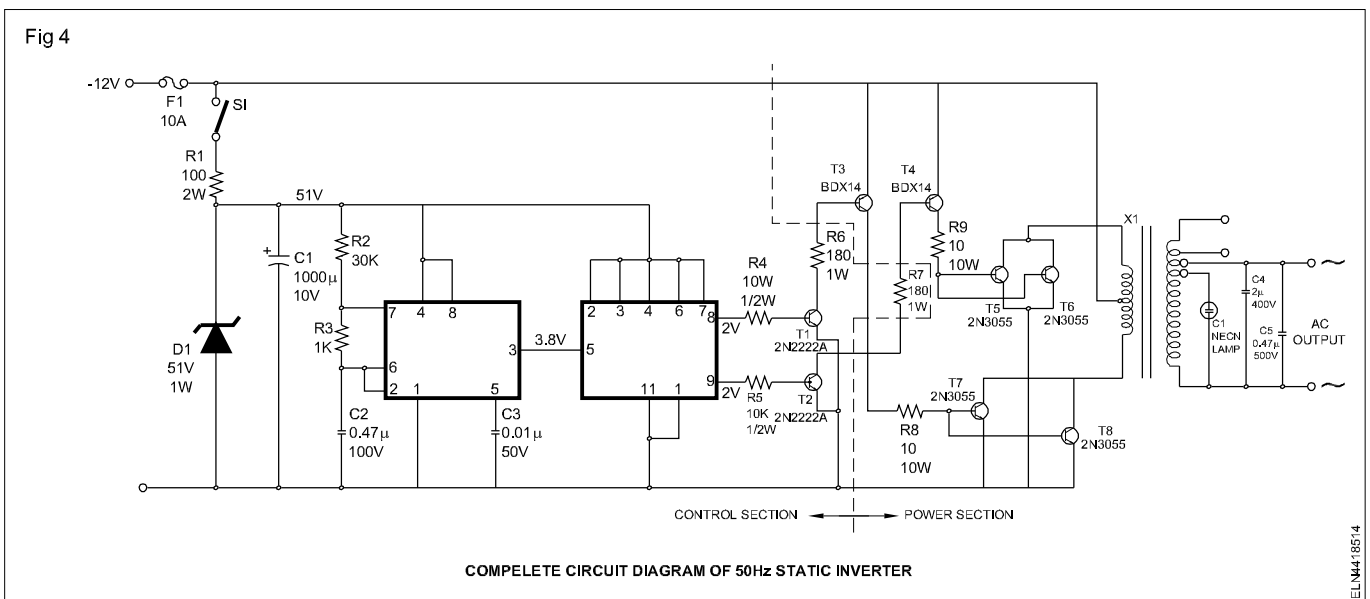 Fig 4
-12V
F1
10A
SI
R1
100
2W
51V
D1
51V
1W
C1
1000µ
10V
+
R2
30K
R3
1K
C2
0.47µ
100V
7
4
8
6
2
1
5
3
C3
0.01µ
50V
3.8V
2
3
4
6
7
5
8
9
11
1
2V
2V
R4
10W
1/2W
R5
10K
1/2W
T1
2N2222A
T2
2N2222A
R6
180
1W
R7
180
1W
T3
BDX14
T4
BDX14
R9
10
10W
T5
2N3055
T6
2N3055
T7
2N3055
R8
10
10W
T8
2N3055
X1
C1
NECN
LAMP
C4
2µ
400V
C5
0.47µ
500V
AC
OUTPUT
CONTROL SECTION
POWER SECTION
COMPELETE CIRCUIT DIAGRAM OF 50Hz STATIC INVERTER
ELN4418514